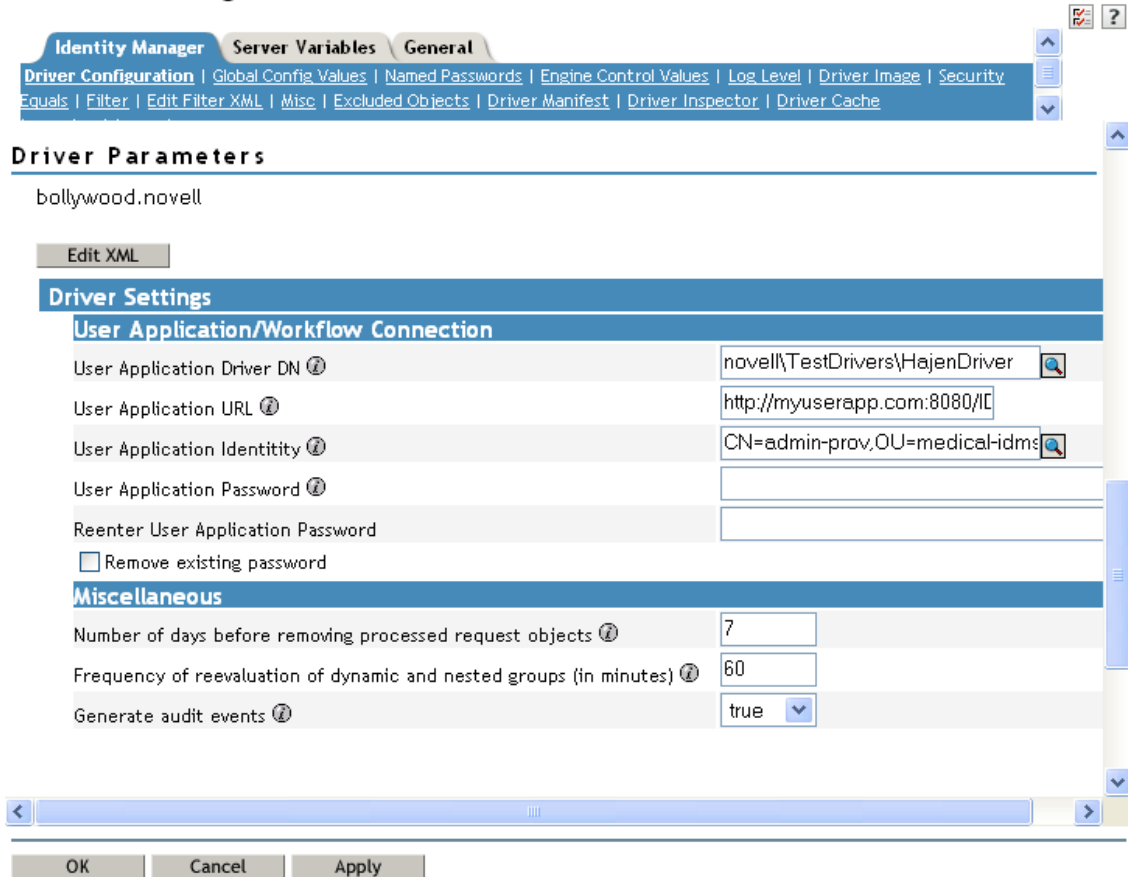 ?
Identity Manager Server Variables General
Driver Configuration | Global Config Values | Named Passwords | Engine Control Values | Log Level | Driver Image | Security
Equals | Filter | Edit Filter XML | Misc | Excluded Objects | Driver Manifest | Driver Inspector | Driver Cache
Driver Parameters
bollywood.novell
Edit XML
Driver Settings
User Application/Workflow Connection
User Application Driver DN novell\TestDrivers\HajenDriver
User Application URL http://myuserapp.com:8080/ID
User Application Identitity CN=admin-prov,OU=medical-idms
User Application Password
Reenter User Application Password
Remove existing password
Miscellaneous
Number of days before removing processed request objects 7
Frequency of reevaluation of dynamic and nested groups (in minutes) 60
Generate audit events true
OK Cancel Apply